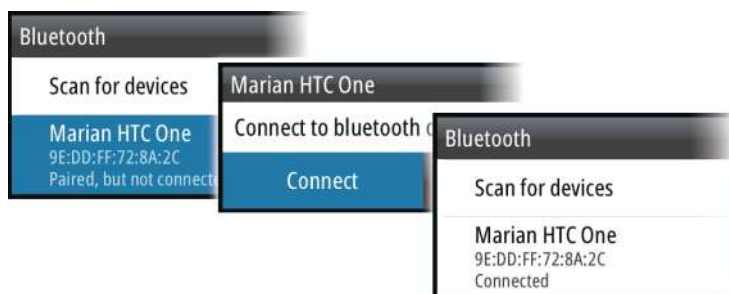 Bluetooth
Scan for devices
Marian HTC One
9E:DD:FF:72:8A:2C
Paired, but not
Marian HTC One
Connect to bluetooth
Connect
Bluetooth
Scan for devices
Marian HTC One
9E:DD:FF:72:8A:2C
Connected